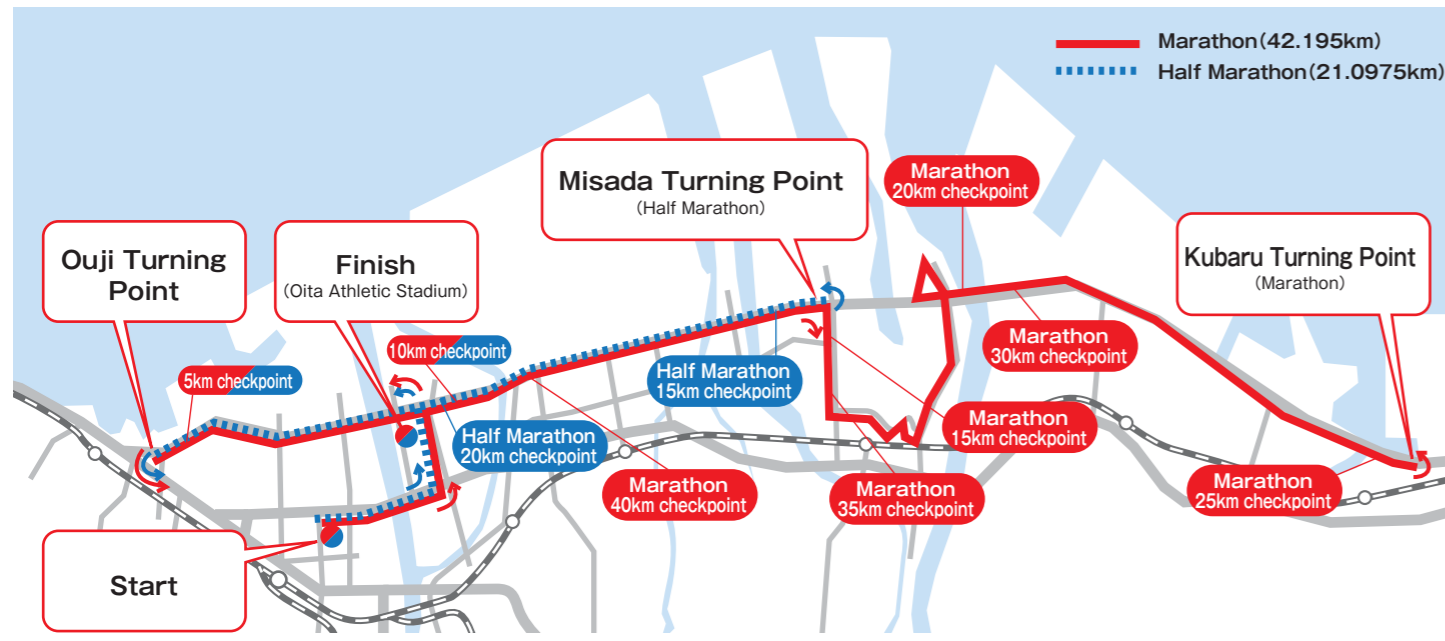 Marathon(42.195km)
Half Marathon(21.0975km)
Misada Turning Point
(Half Marathon)
Marathon
20km checkpoint
Ouji Turning
Point
Finish
(Oita Athletic Stadium)
Kubaru Turning Point
(Marathon)
10km checkpoint
5km checkpoint
Marathon
30km checkpoint
Half Marathon
15km checkpoint
Half Marathon
20km checkpoint
Marathon
15km checkpoint
Marathon
40km checkpoint
Marathon
35km checkpoint
Marathon
25km checkpoint
Start